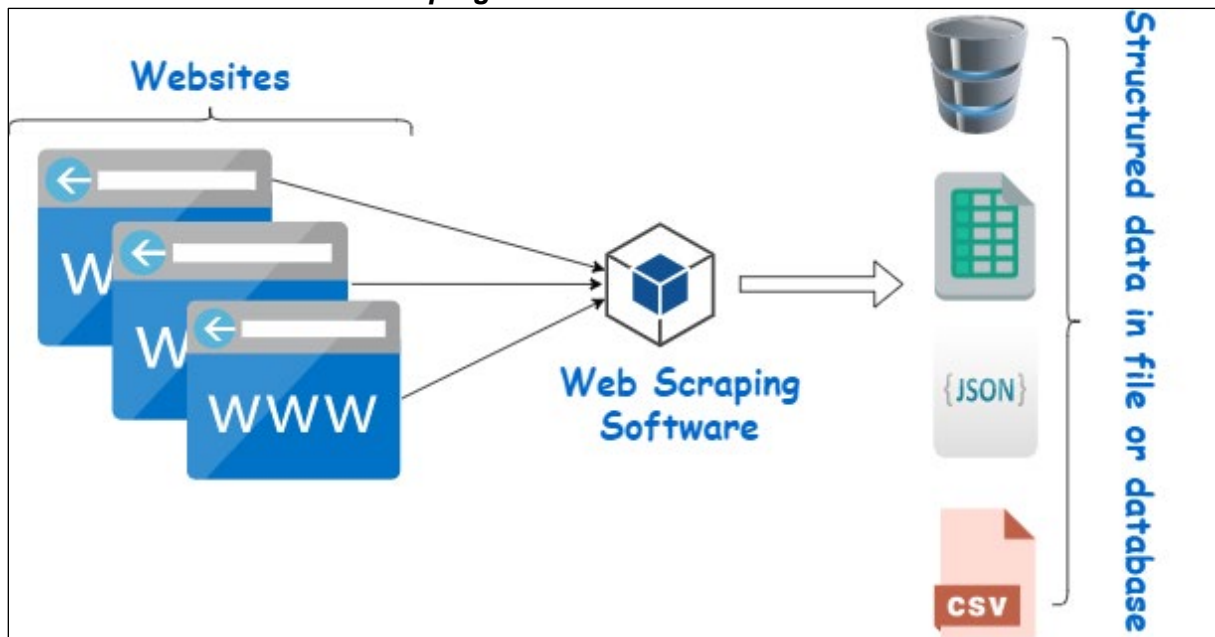 Websites
W
W
WWW
Web Scraping
Software
{JSON}
CSV
Structured data in file or database